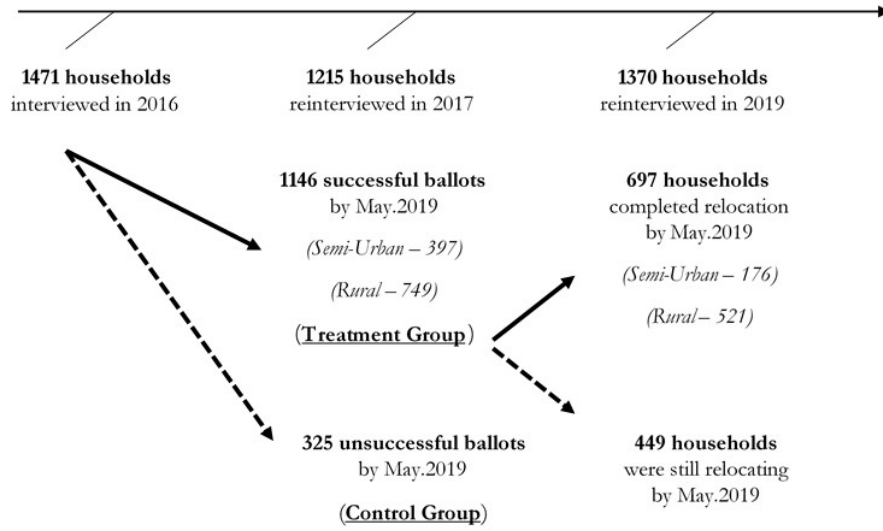 1471 households
interviewed in 2016
1215 households
reinterviewed in 2017
1370 households
reinterviewed in 2019
1146 successful ballots
by May.2019
(Semi-Urban – 397)
(Rural – 749)
(Treatment Group)
697 households
completed relocation
by May.2019
(Semi-Urban – 176)
(Rural– 521)
325 unsuccessful ballots
by May.2019
(Control Group)
449 households
were still relocating
by May.2019